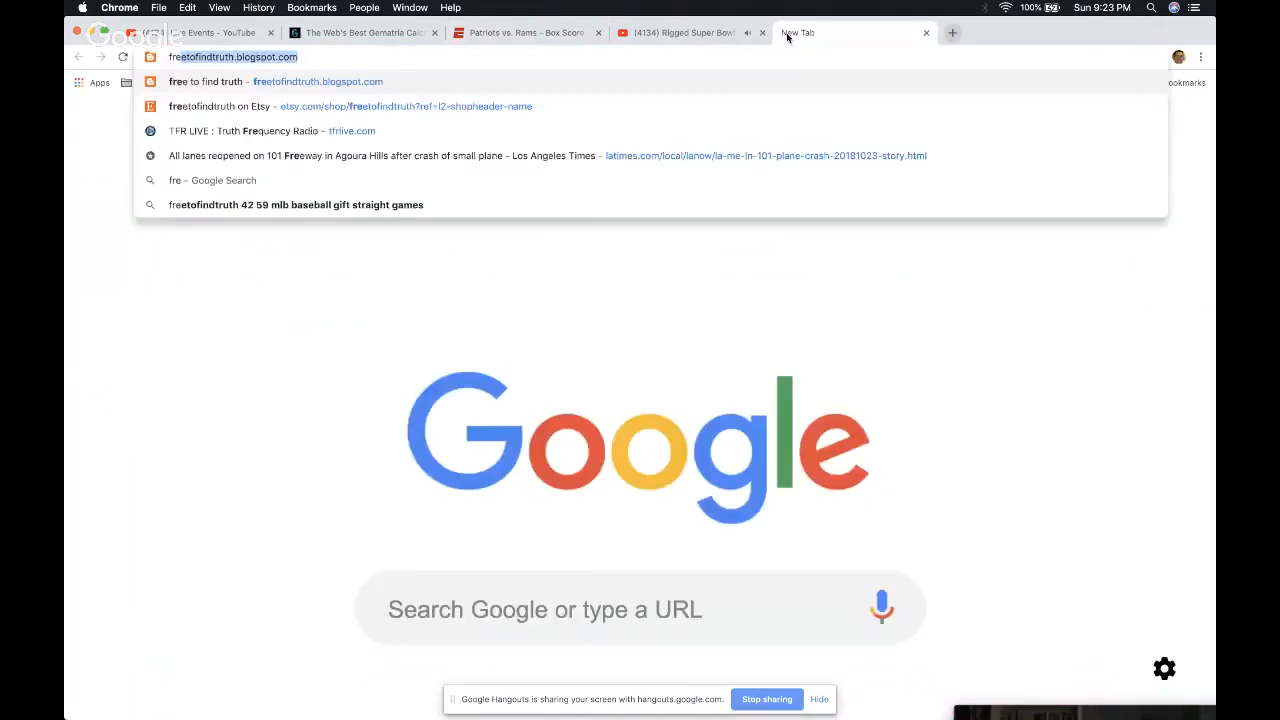 Chrome File Edit View History Bookmarks People Window Help 100% Sun 9:23 PM
(4134) Live Events - YouTube The Web's Best Gematria Calc Patriots vs. Rams - Box Score (4134) Rigged Super Bowl New Tab
Google
freetofindtruth.blogspot.com
Apps ookmarks
free to find truth - freetofindtruth.blogspot.com
freetofindtruth on Etsy - etsy.com/shop/freetofindtruth?ref=l2-shopheader-name
TFR LIVE : Truth Frequency Radio - tfrlive.com
All lanes reopened on 101 Freeway in Agoura Hills after crash of small plane - Los Angeles Times - latimes.com/local/lanow/la-me-ln-101-plane-crash-20181023-story.html
fre - Google Search
freetofindtruth 42 59 mlb baseball gift straight games
Google
Search Google or type a URL
Google Hangouts is sharing your screen with hangouts.google.com. Stop sharing Hide